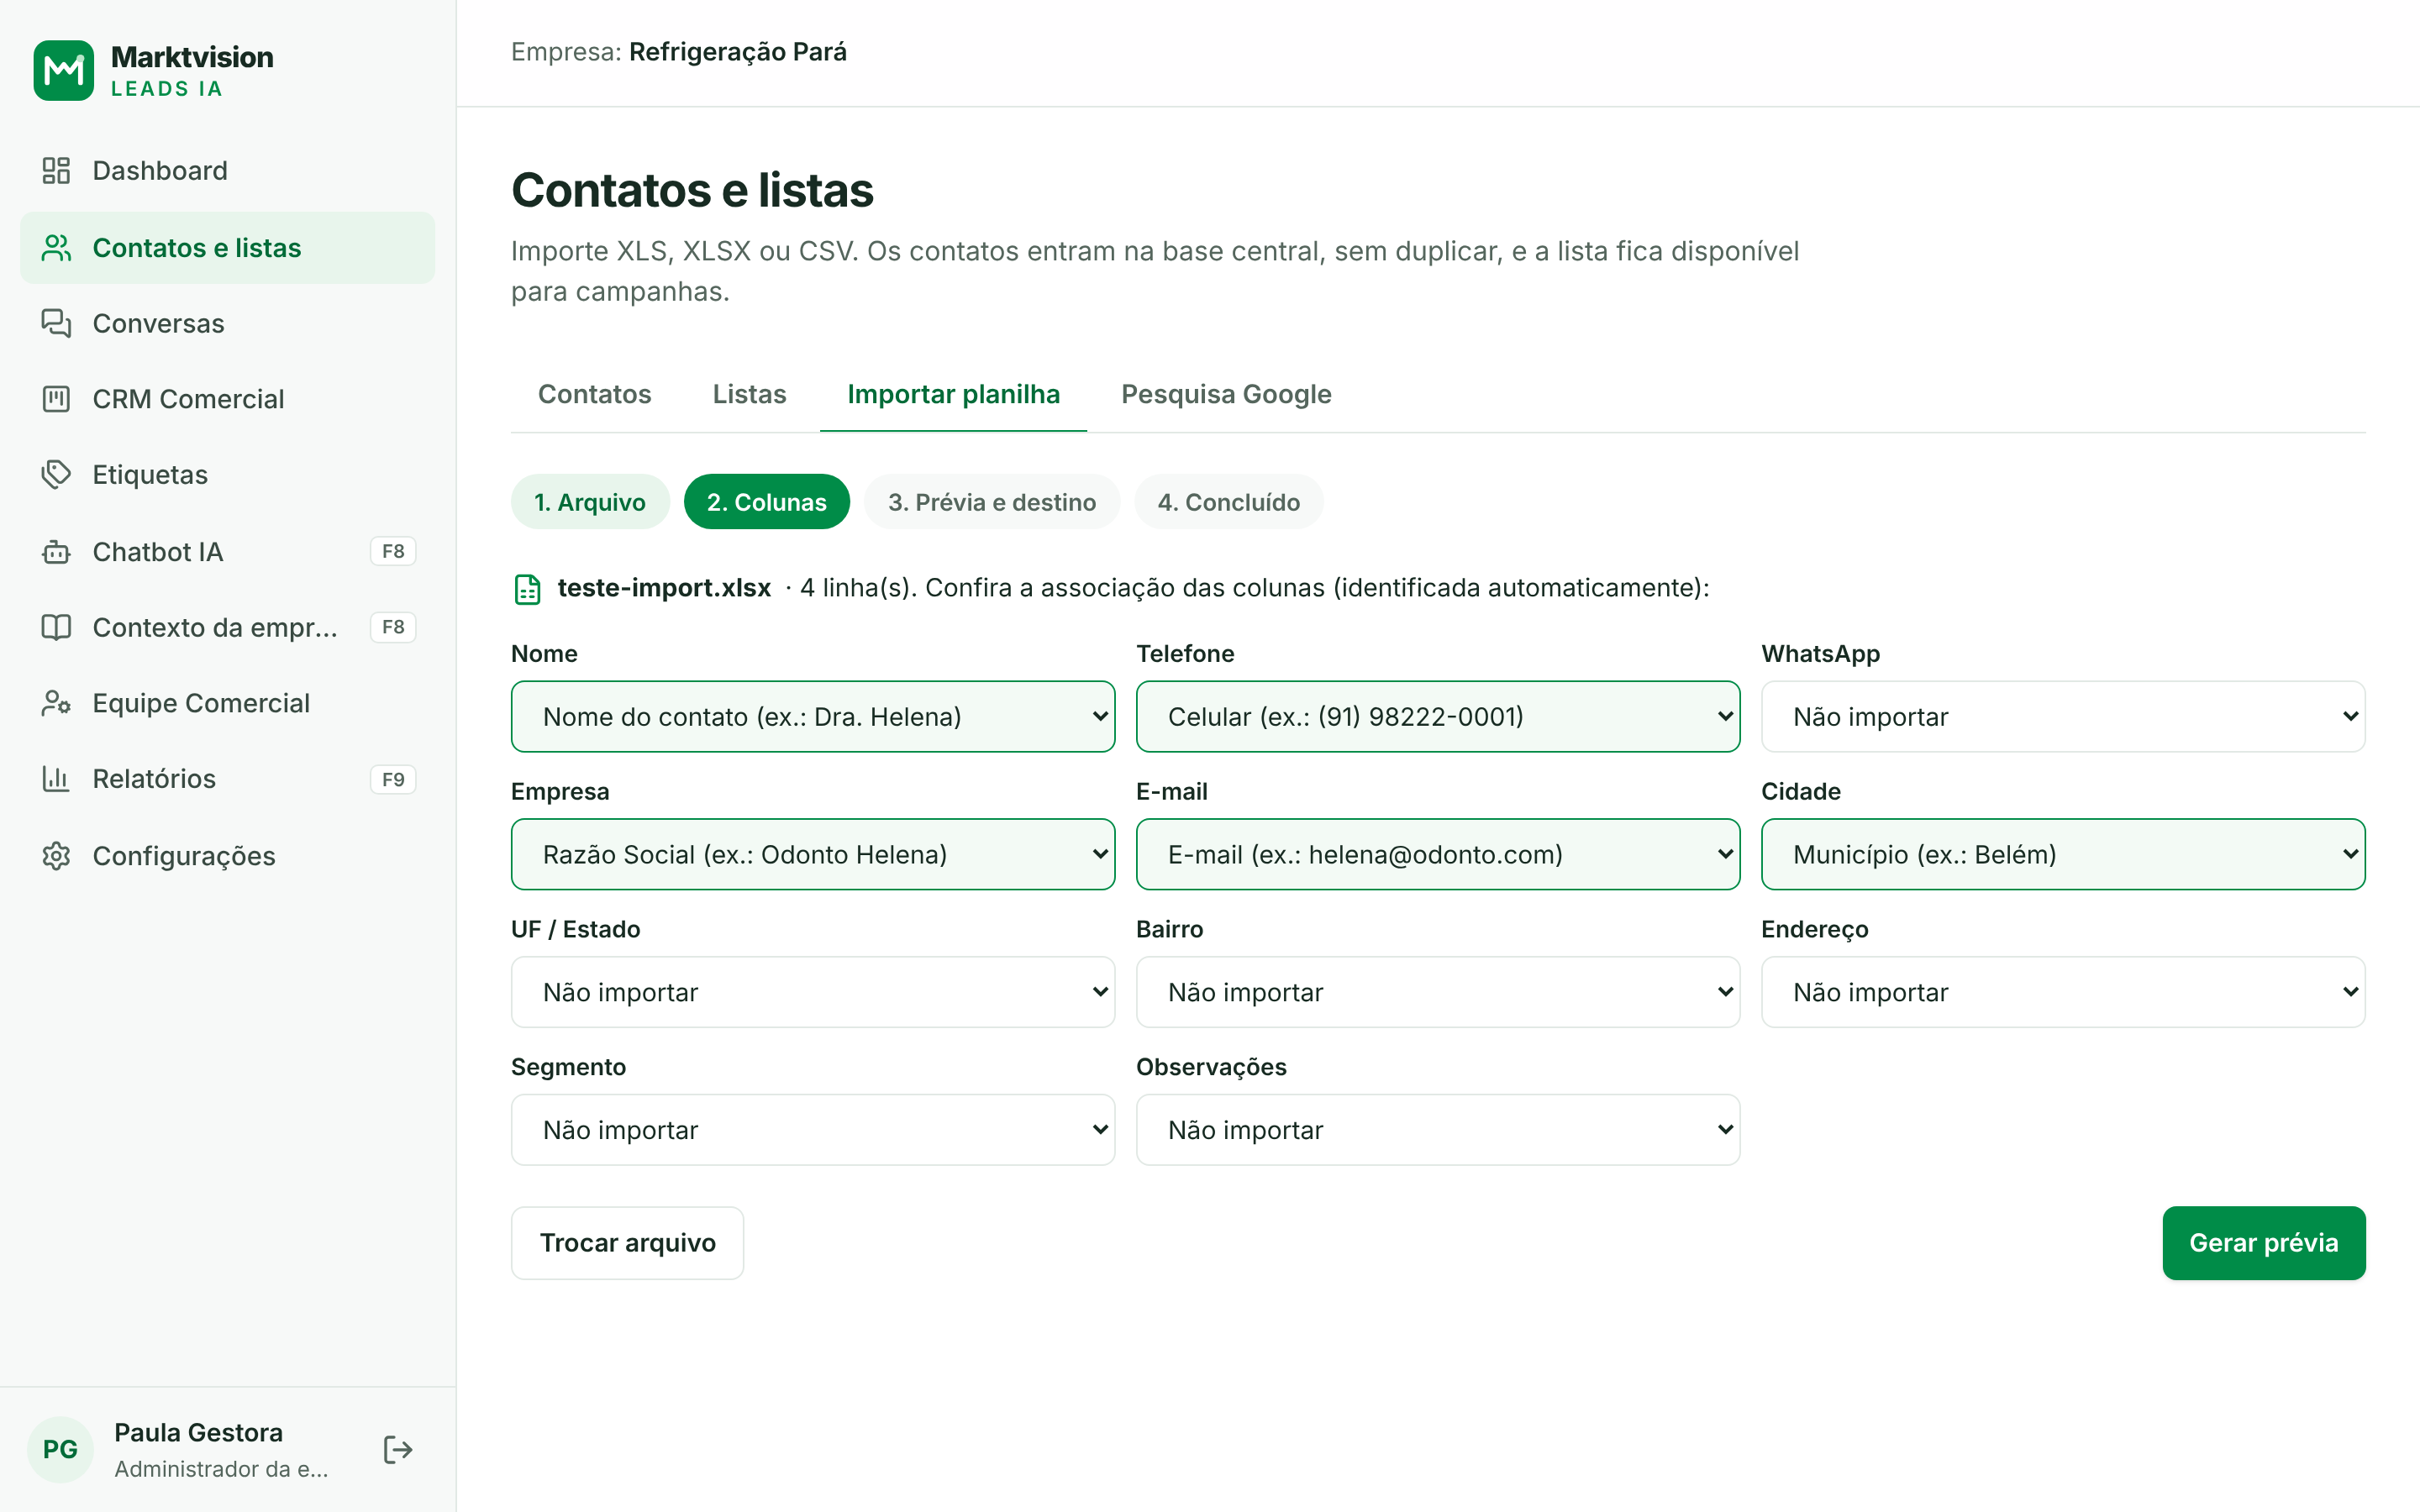 Marktvision
LEADS IA
Dashboard
Contatos e listas
Conversas
CRM Comercial
Etiquetas
Chatbot IA F8
Contexto da empr... F8
Equipe Comercial
Relatórios F9
Configurações
PG
Paula Gestora
Administrador da e...
Empresa: Refrigeração Pará
Contatos e listas
Importe XLS, XLSX ou CSV. Os contatos entram na base central, sem duplicar, e a lista fica disponível
para campanhas.
Contatos Listas Importar planilha Pesquisa Google
1. Arquivo 2. Colunas 3. Prévia e destino 4. Concluído
teste-import.xlsx · 4 linha(s). Confira a associação das colunas (identificada automaticamente):
Nome Telefone WhatsApp
Nome do contato (ex.: Dra. Helena) Celular (ex.: (91) 98222-0001) Não importar
Empresa E-mail Cidade
Razão Social (ex.: Odonto Helena) E-mail (ex.: helena@odonto.com) Município (ex.: Belém)
UF / Estado Bairro Endereço
Não importar Não importar Não importar
Segmento Observações
Não importar Não importar
Trocar arquivo Gerar prévia